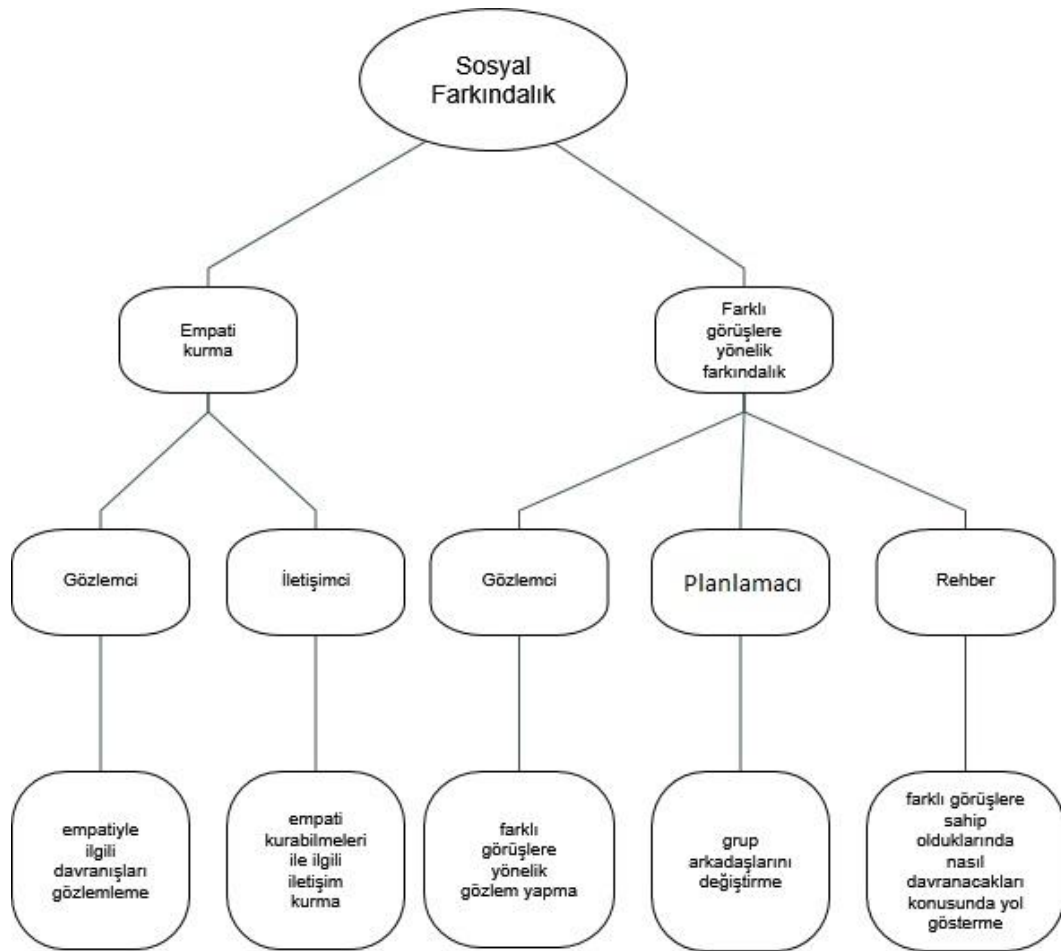 Sosyal
Farkındalık
Empati
kurma
Farklı
görüşlere
yönelik
farkındalık
Gözlemci
İletişimci
Gözlemci
Planlamacı
Rehber
empatiyle
ilgili
davranışları
gözlemleme
empati
kurabilmeleri
ile ilgili
iletişim
kurma
farklı
görüşlere
yönelik
gözlem yapma
grup
arkadaşlarını
değiştirme
farklı görüşlere
sahip
olduklarında
nasıl
davranacakları
konusunda yol
gösterme